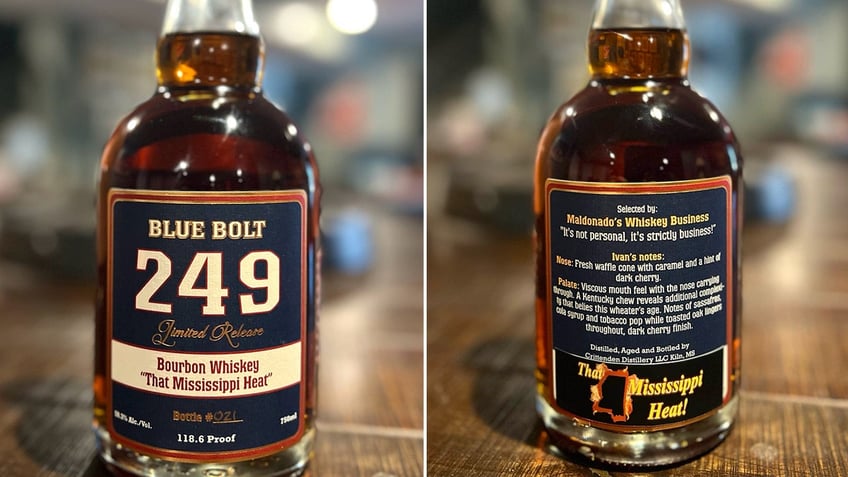 BLUE BOLT
249
Limited Release
Bourbon Whiskey
"That Mississippi Heat"
Bottle #021
Alc./Vol. 750ml
118.6 Proof
Selected by:
Maldonado's Whiskey Business
"It's not personal, it's strictly business!"
Ivan's notes:
Nose: Fresh waffle cone with caramel and a hint of
dark cherry.
Palate: Viscous mouth feel with the nose carrying
through. A Kentucky chew reveals additional complexi-
ty that belies this wheater's age. Notes of sassafras,
cola syrup and tobacco pop while toasted oak lingers
throughout, dark cherry finish.
Distilled, Aged and Bottled by
Crittenden Distillery LLC Kiln, MS
That
Mississippi
Heat!